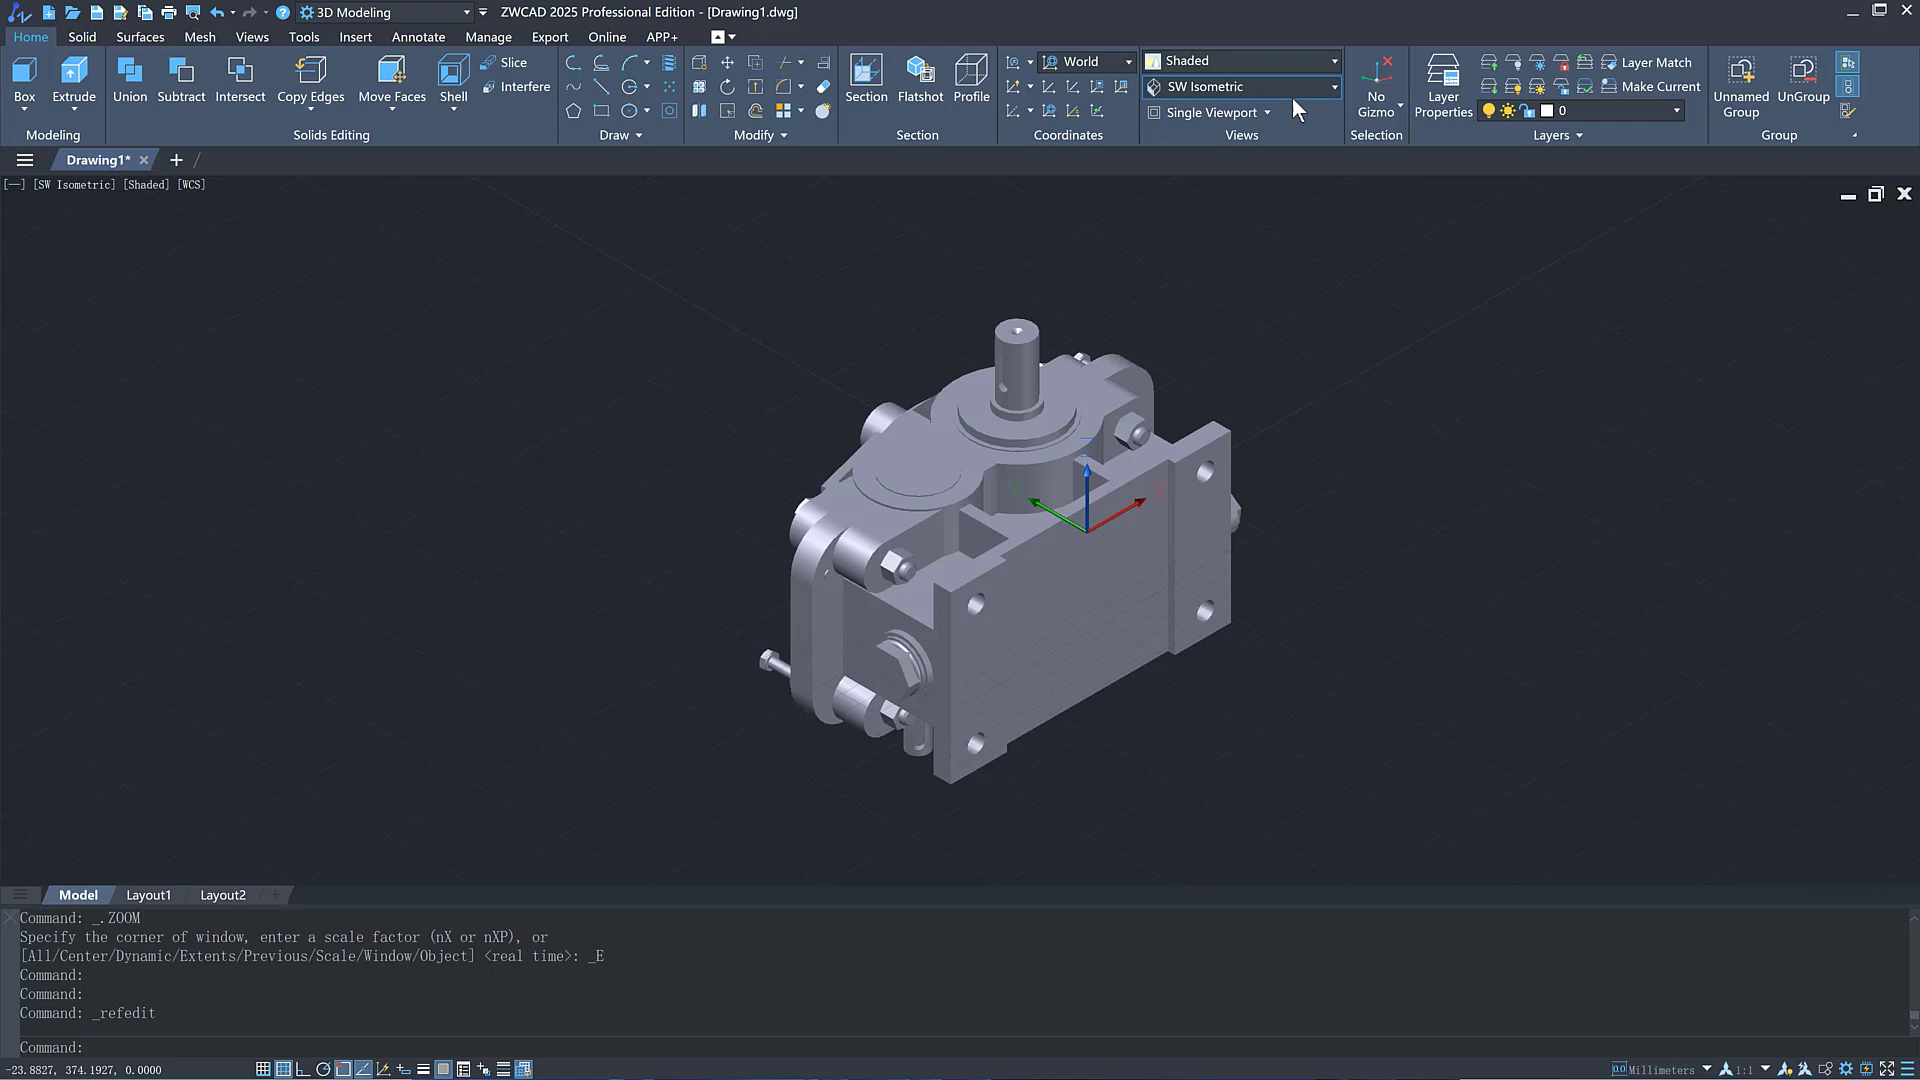 3D Modeling
ZWCAD 2025 Professional Edition - [Drawing1.dwg]
Home Solid Surfaces Mesh Views Tools Insert Annotate Manage Export Online APP+
Box Extrude Union Subtract Intersect Copy Edges Move Faces Shell Slice Interfere
Modeling Solids Editing
Draw Modify
Section Flatshot Profile
Section
World
Coordinates
Shaded
SW Isometric
Single Viewport
Views
No Gizmo
Selection
Layer Properties
Layer Match
Make Current
0
Layers
Unnamed Group
UnGroup
Group
Drawing1*
[—] [SW Isometric] [Shaded] [WCS]
X
Y
Z
Model Layout1 Layout2
Command: _.ZOOM
Specify the corner of window, enter a scale factor (nX or nXP), or
[All/Center/Dynamic/Extents/Previous/Scale/Window/Object] <real time>: _E
Command:
Command:
Command: _refedit
Command:
-23.8827, 374.1927, 0.0000
Millimeters 1:1